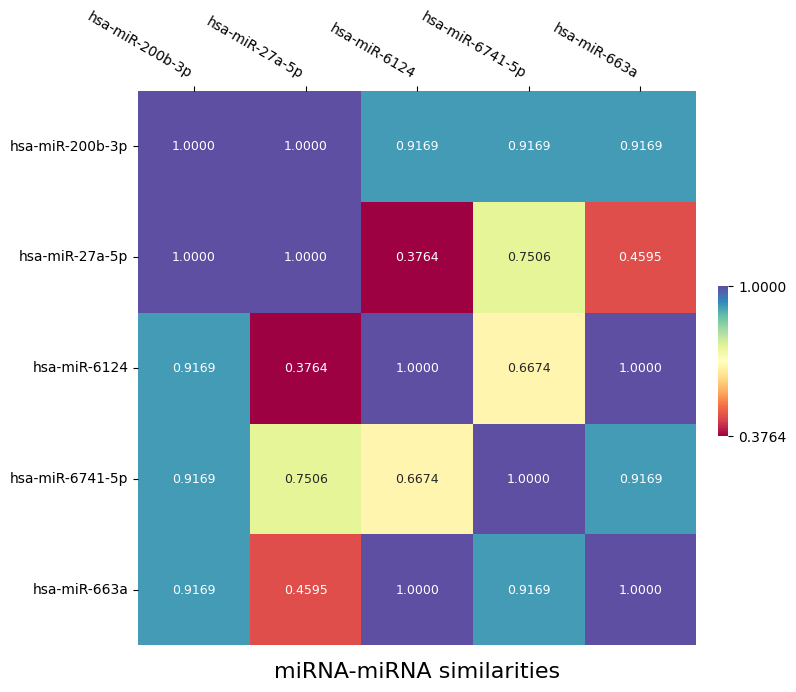 hsa-miR-200b-3p
hsa-miR-27a-5p
hsa-miR-6124
hsa-miR-6741-5p
hsa-miR-663a
hsa-miR-200b-3p 1.0000 1.0000 0.9169 0.9169 0.9169
hsa-miR-27a-5p 1.0000 1.0000 0.3764 0.7506 0.4595
1.0000
hsa-miR-6124 0.9169 0.3764 1.0000 0.6674 1.0000
0.3764
hsa-miR-6741-5p 0.9169 0.7506 0.6674 1.0000 0.9169
hsa-miR-663a 0.9169 0.4595 1.0000 0.9169 1.0000
miRNA-miRNA similarities